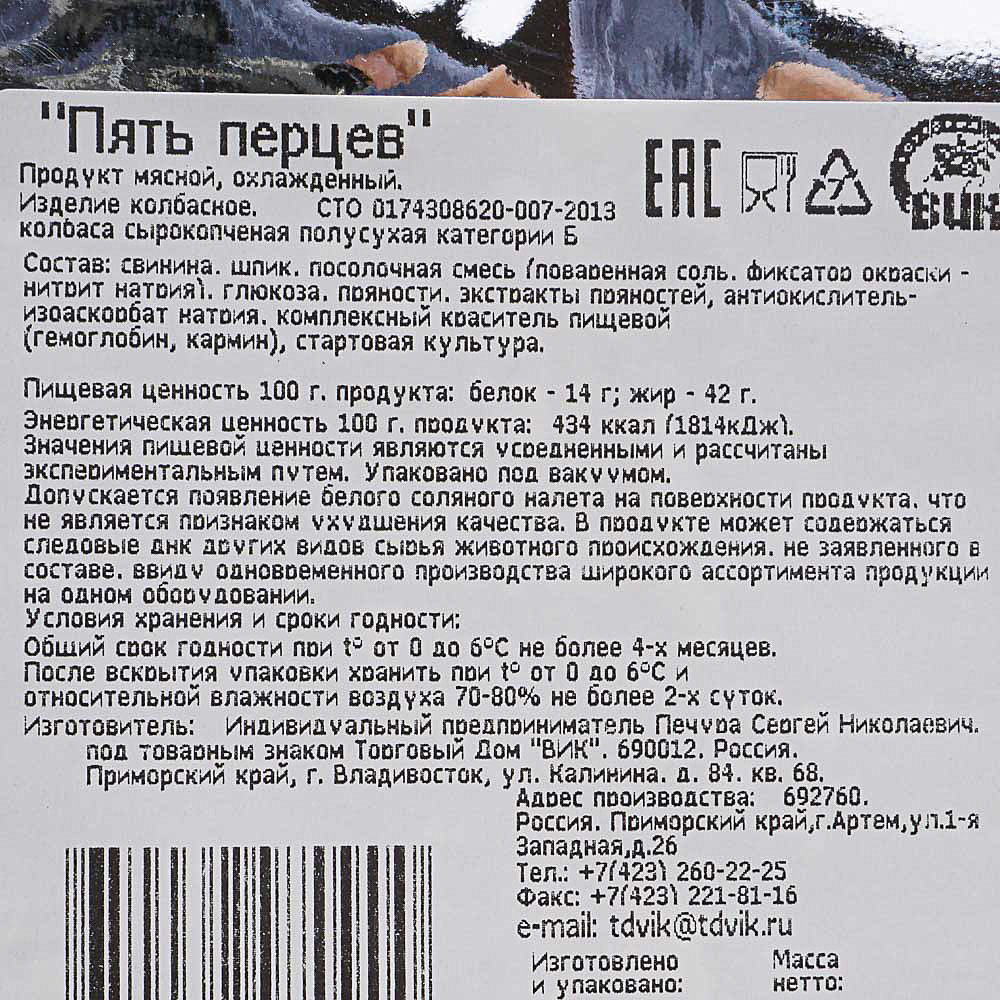 "Пять перцев"
Продукт мясной, охлажденный.
Изделие колбасное. СТО 0174308620-007-2013
колбаса сырокопченая полусухая категории Б
EAC 7 ВИК
Состав: свинина, шпик, посолочная смесь (поваренная соль, фиксатор окраски -
нитрит натрия), глюкоза, пряности, экстракты пряностей, антиокислитель-
изоаскорбат натрия, комплексный краситель пищевой
(гемоглобин, кармин), стартовая культура.
Пищевая ценность 100 г. продукта: белок - 14 г; жир - 42 г.
Энергетическая ценность 100 г. продукта: 434 ккал (1814кДж).
Значения пищевой ценности являются усредненными и рассчитаны
экспериментальным путем. Упаковано под вакуумом.
Допускается появление белого соляного налета на поверхности продукта, что
не является признаком ухудшения качества. В продукте может содержаться
следовые днк других видов сырья животного происхождения, не заявленного в
составе, ввиду одновременного производства широкого ассортимента продукции
на одном оборудовании.
Условия хранения и сроки годности:
Общий срок годности при t° от 0 до 6°С не более 4-х месяцев.
После вскрытия упаковки хранить при t° от 0 до 6°С и
относительной влажности воздуха 70-80% не более 2-х суток.
Изготовитель: Индивидуальный предприниматель Печура Сергей Николаевич,
под товарным знаком Торговый Дом "ВИК". 690012, Россия,
Приморский край, г. Владивосток, ул. Калинина, д. 84, кв. 68.
Адрес производства: 692760,
Россия, Приморский край,г.Артем,ул.1-я
Западная,д.26
Тел.: +7(423) 260-22-25
Факс: +7(423) 221-81-16
e-mail: tdvik@tdvik.ru
Изготовлено Масса
и упаковано: нетто: